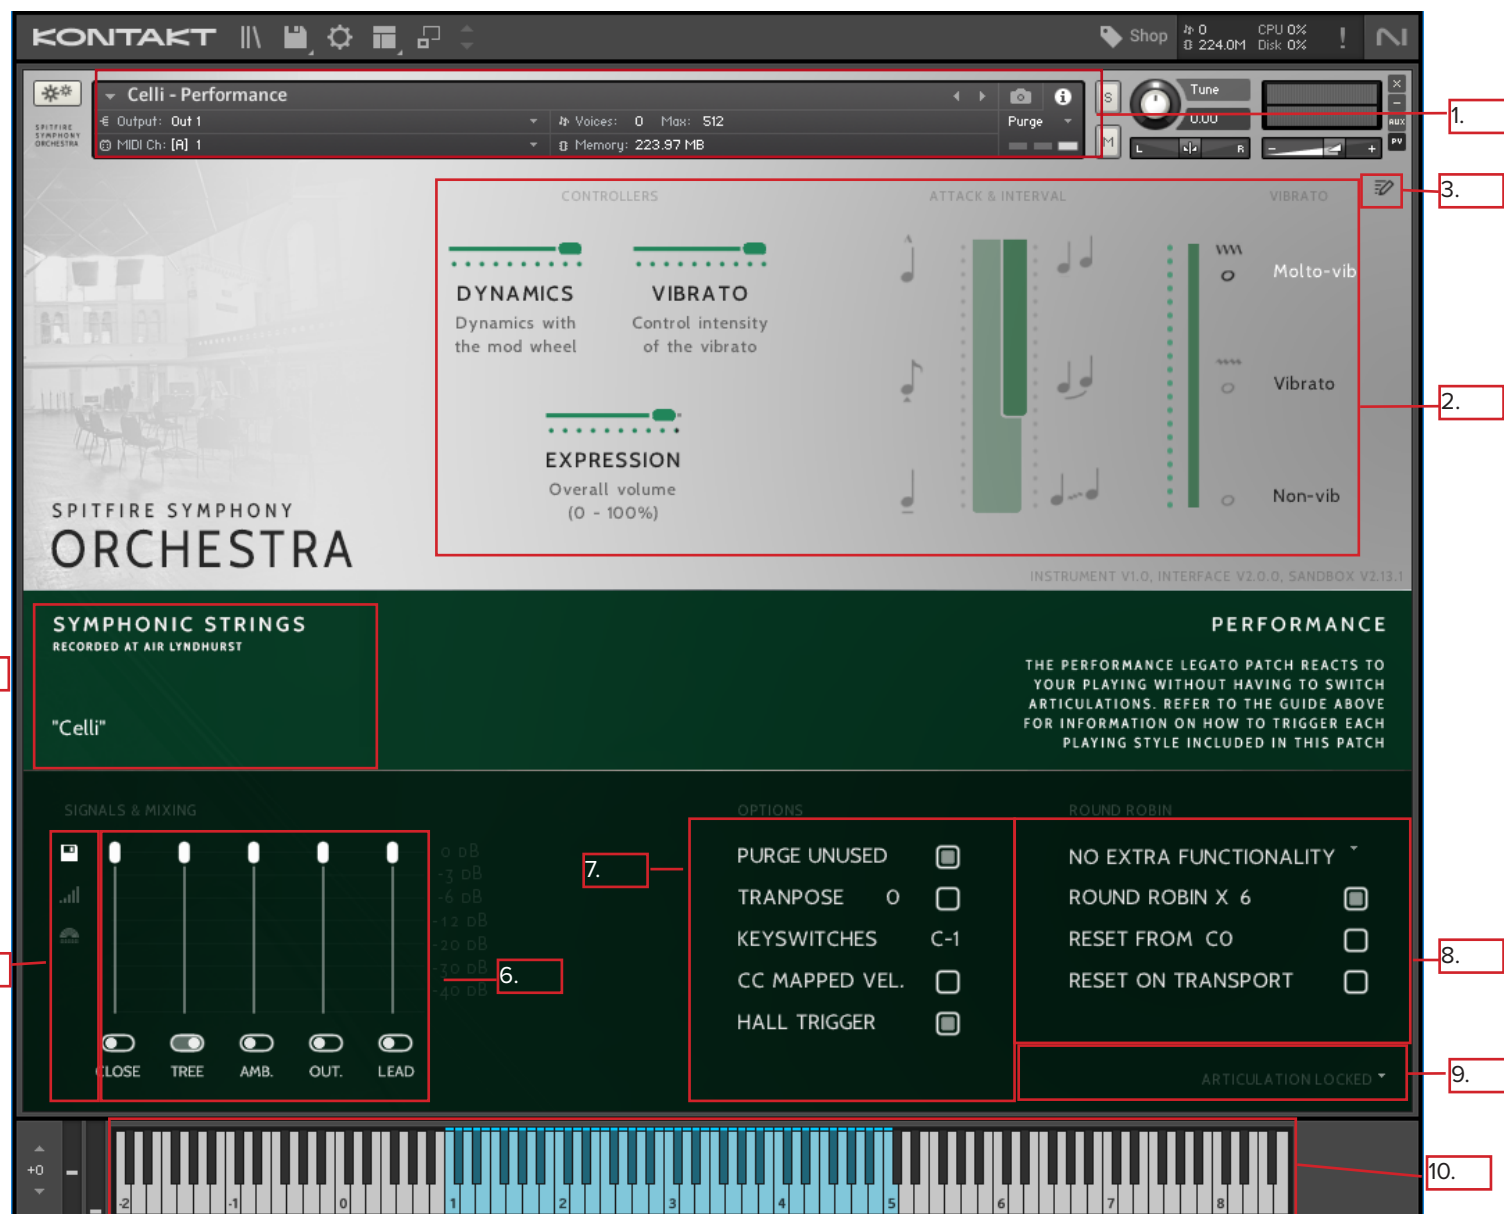 KONTAKT
Shop
0
224.0M
CPU 0%
Disk 0%
!
Celli - Performance
i
S
Tune
0.00
×
-
AUX
PV
1.
SPITFIRE
SYMPHONY
ORCHESTRA
Output: Out 1
Voices: 0 Max: 512
Purge
MIDI Ch: [A] 1
Memory: 223.97 MB
M
L
R
-
+
CONTROLLERS
ATTACK & INTERVAL
VIBRATO
3.
DYNAMICS
Dynamics with
the mod wheel
VIBRATO
Control intensity
of the vibrato
Molto-vib
Vibrato
Non-vib
2.
EXPRESSION
Overall volume
(0 - 100%)
SPITFIRE SYMPHONY
ORCHESTRA
INSTRUMENT V1.0, INTERFACE V2.0.0, SANDBOX V2.13.1
SYMPHONIC STRINGS
RECORDED AT AIR LYNDHURST
"Celli"
PERFORMANCE
THE PERFORMANCE LEGATO PATCH REACTS TO
YOUR PLAYING WITHOUT HAVING TO SWITCH
ARTICULATIONS. REFER TO THE GUIDE ABOVE
FOR INFORMATION ON HOW TO TRIGGER EACH
PLAYING STYLE INCLUDED IN THIS PATCH
SIGNALS & MIXING
0 dB
-3 dB
-6 dB
-12 dB
-20 dB
-30 dB
-40 dB
6.
CLOSE
TREE
AMB.
OUT.
LEAD
7.
OPTIONS
PURGE UNUSED
TRANPOSE 0
KEYSWITCHES C-1
CC MAPPED VEL.
HALL TRIGGER
ROUND ROBIN
NO EXTRA FUNCTIONALITY
ROUND ROBIN X 6
RESET FROM C0
RESET ON TRANSPORT
8.
ARTICULATION LOCKED
9.
+0
-2
-1
0
1
2
3
4
5
6
7
8
10.